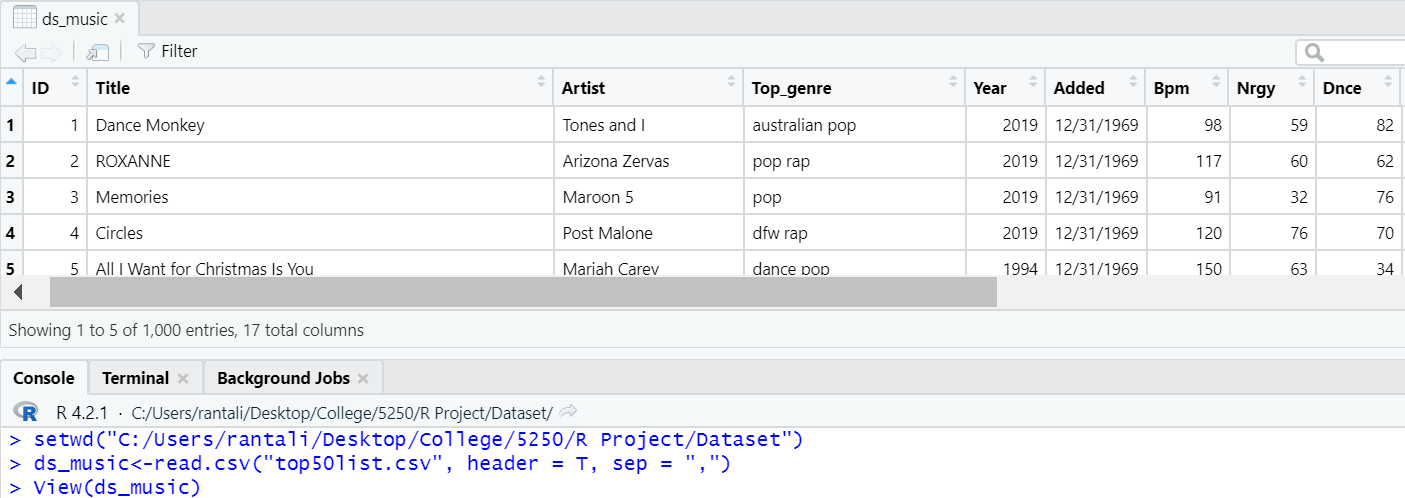 ds_music
Filter
ID Title Artist Top_genre Year Added Bpm Nrgy Dnce
1 1 Dance Monkey Tones and I australian pop 2019 12/31/1969 98 59 82
2 2 ROXANNE Arizona Zervas pop rap 2019 12/31/1969 117 60 62
3 3 Memories Maroon 5 pop 2019 12/31/1969 91 32 76
4 4 Circles Post Malone dfw rap 2019 12/31/1969 120 76 70
5 5 All I Want for Christmas Is You Mariah Carey dance pop 1994 12/31/1969 150 63 34
Showing 1 to 5 of 1,000 entries, 17 total columns
Console Terminal Background Jobs
R R 4.2.1 · C:/Users/rantali/Desktop/College/5250/R Project/Dataset/
> setwd("C:/Users/rantali/Desktop/College/5250/R Project/Dataset")
> ds_music<-read.csv("top50list.csv", header = T, sep = ",")
> View(ds_music)